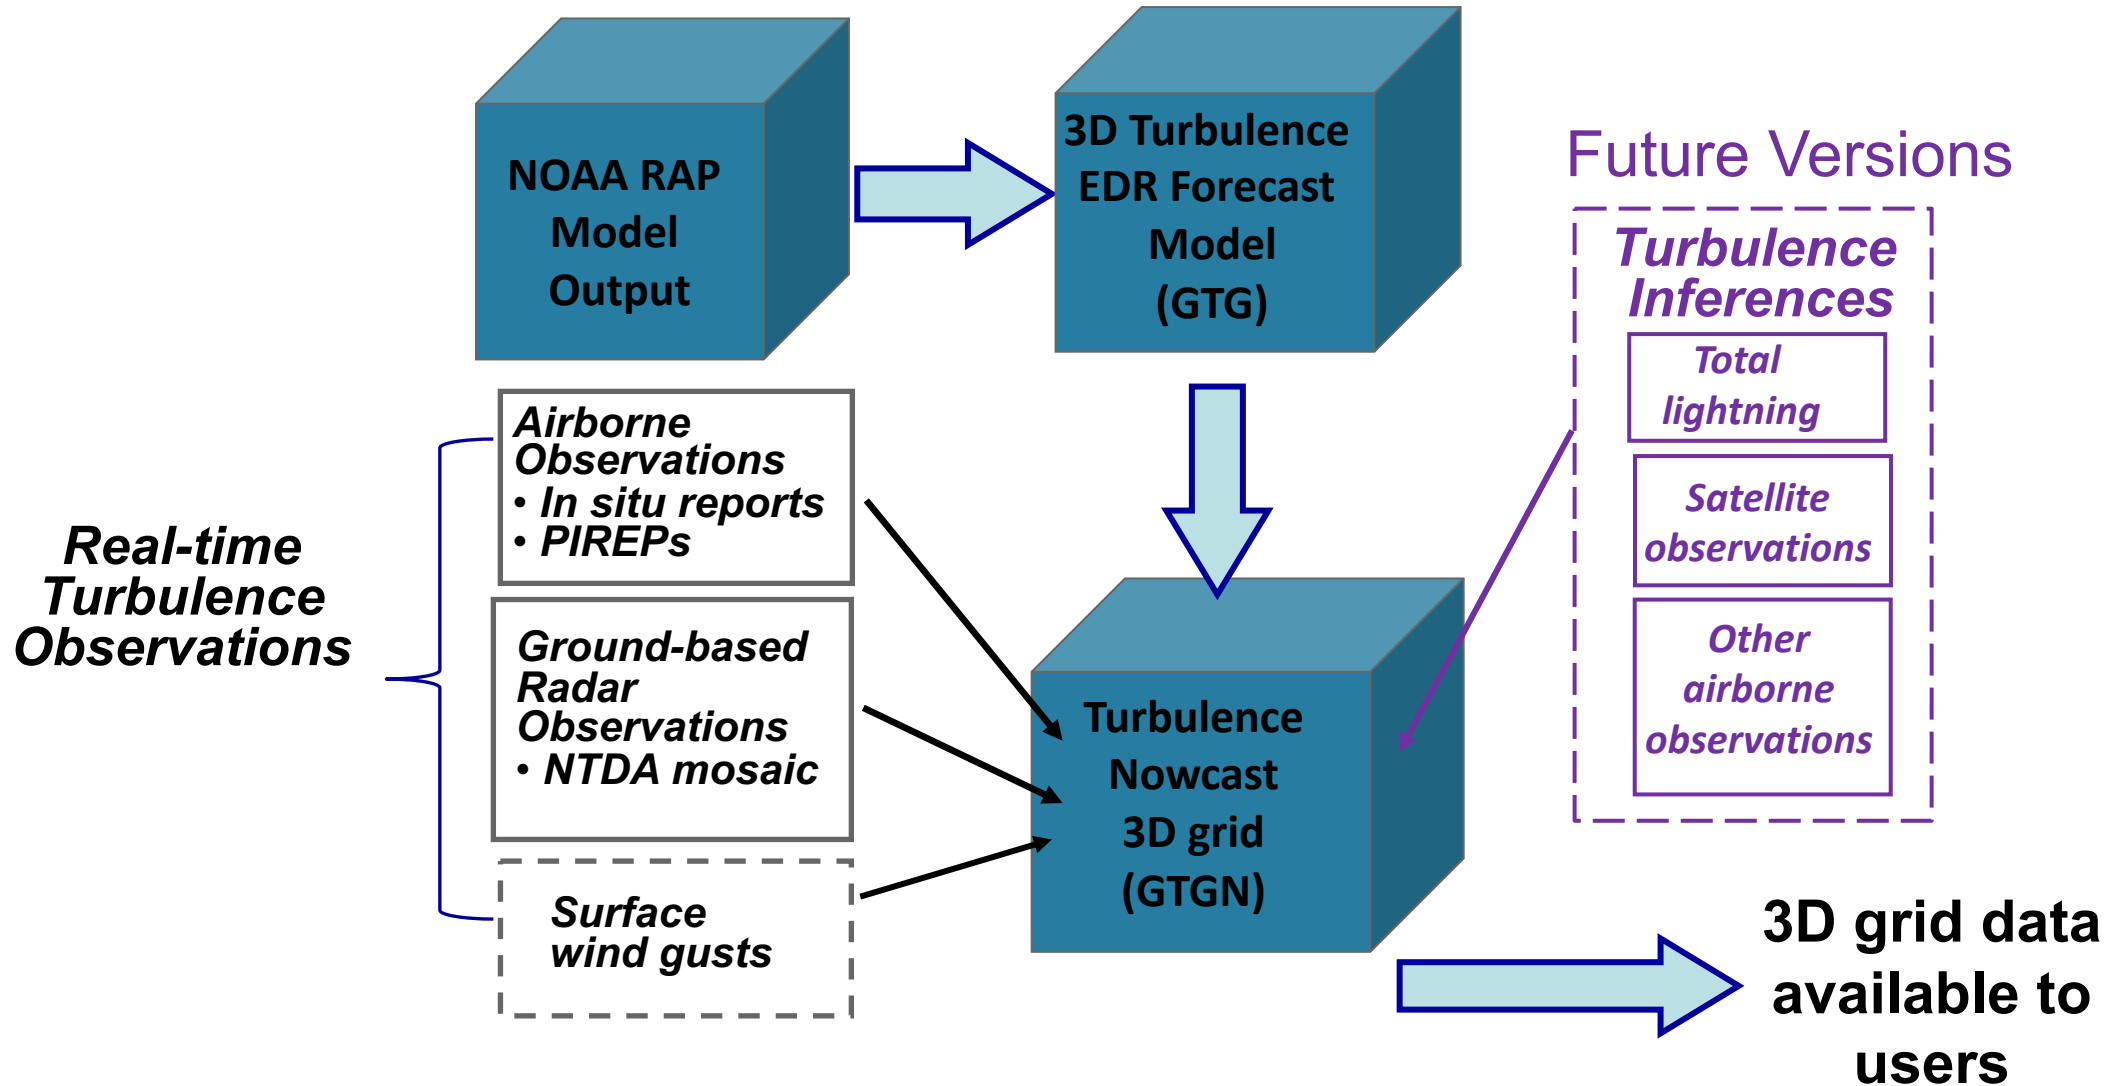 NOAA RAP
Model
Output
3D Turbulence
EDR Forecast
Model
(GTG)
Future Versions
Turbulence
Inferences
Total
lightning
Satellite
observations
Other
airborne
observations
Real-time
Turbulence
Observations
Airborne
Observations
• In situ reports
• PIREPs
Ground-based
Radar
Observations
• NTDA mosaic
Surface
wind gusts
Turbulence
Nowcast
3D grid
(GTGN)
3D grid data
available to
users